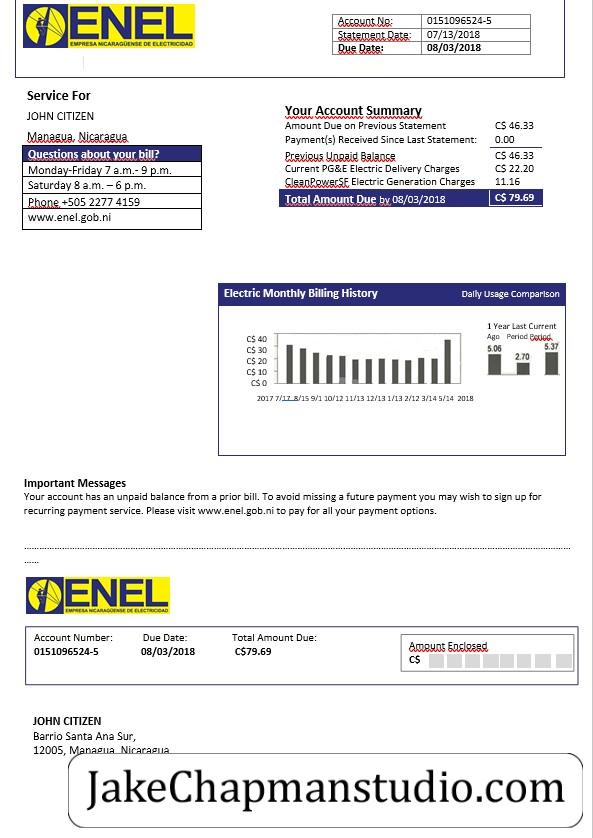 ENEL
EMPRESA NICARAGÜENSE DE ELECTRICIDAD
Account No: 0151096524-5
Statement Date: 07/13/2018
Due Date: 08/03/2018
Service For
JOHN CITIZEN
Managua, Nicaragua
Questions about your bill?
Monday-Friday 7 a.m.- 9 p.m.
Saturday 8 a.m. – 6 p.m.
Phone +505 2277 4159
www.enel.gob.ni
Your Account Summary
Amount Due on Previous Statement C$ 46.33
Payment(s) Received Since Last Statement: 0.00
Previous Unpaid Balance C$ 46.33
Current PG&E Electric Delivery Charges C$ 22.20
CleanPowerSF Electric Generation Charges 11.16
Total Amount Due by 08/03/2018 C$ 79.69
Electric Monthly Billing History Daily Usage Comparison
1 Year Last Current
Ago Period Period
5.06 2.70 5.37
C$ 40
C$ 30
C$ 20
C$ 10
C$ 0
2017 7/17 8/15 9/1 10/12 11/13 12/13 1/13 2/12 3/14 5/14 2018
Important Messages
Your account has an unpaid balance from a prior bill. To avoid missing a future payment you may wish to sign up for
recurring payment service. Please visit www.enel.gob.ni to pay for all your payment options.
ENEL
EMPRESA NICARAGÜENSE DE ELECTRICIDAD
Account Number: Due Date: Total Amount Due:
0151096524-5 08/03/2018 C$79.69
Amount Enclosed
C$
JOHN CITIZEN
Barrio Santa Ana Sur,
12005, Managua, Nicaragua
JakeChapmanstudio.com